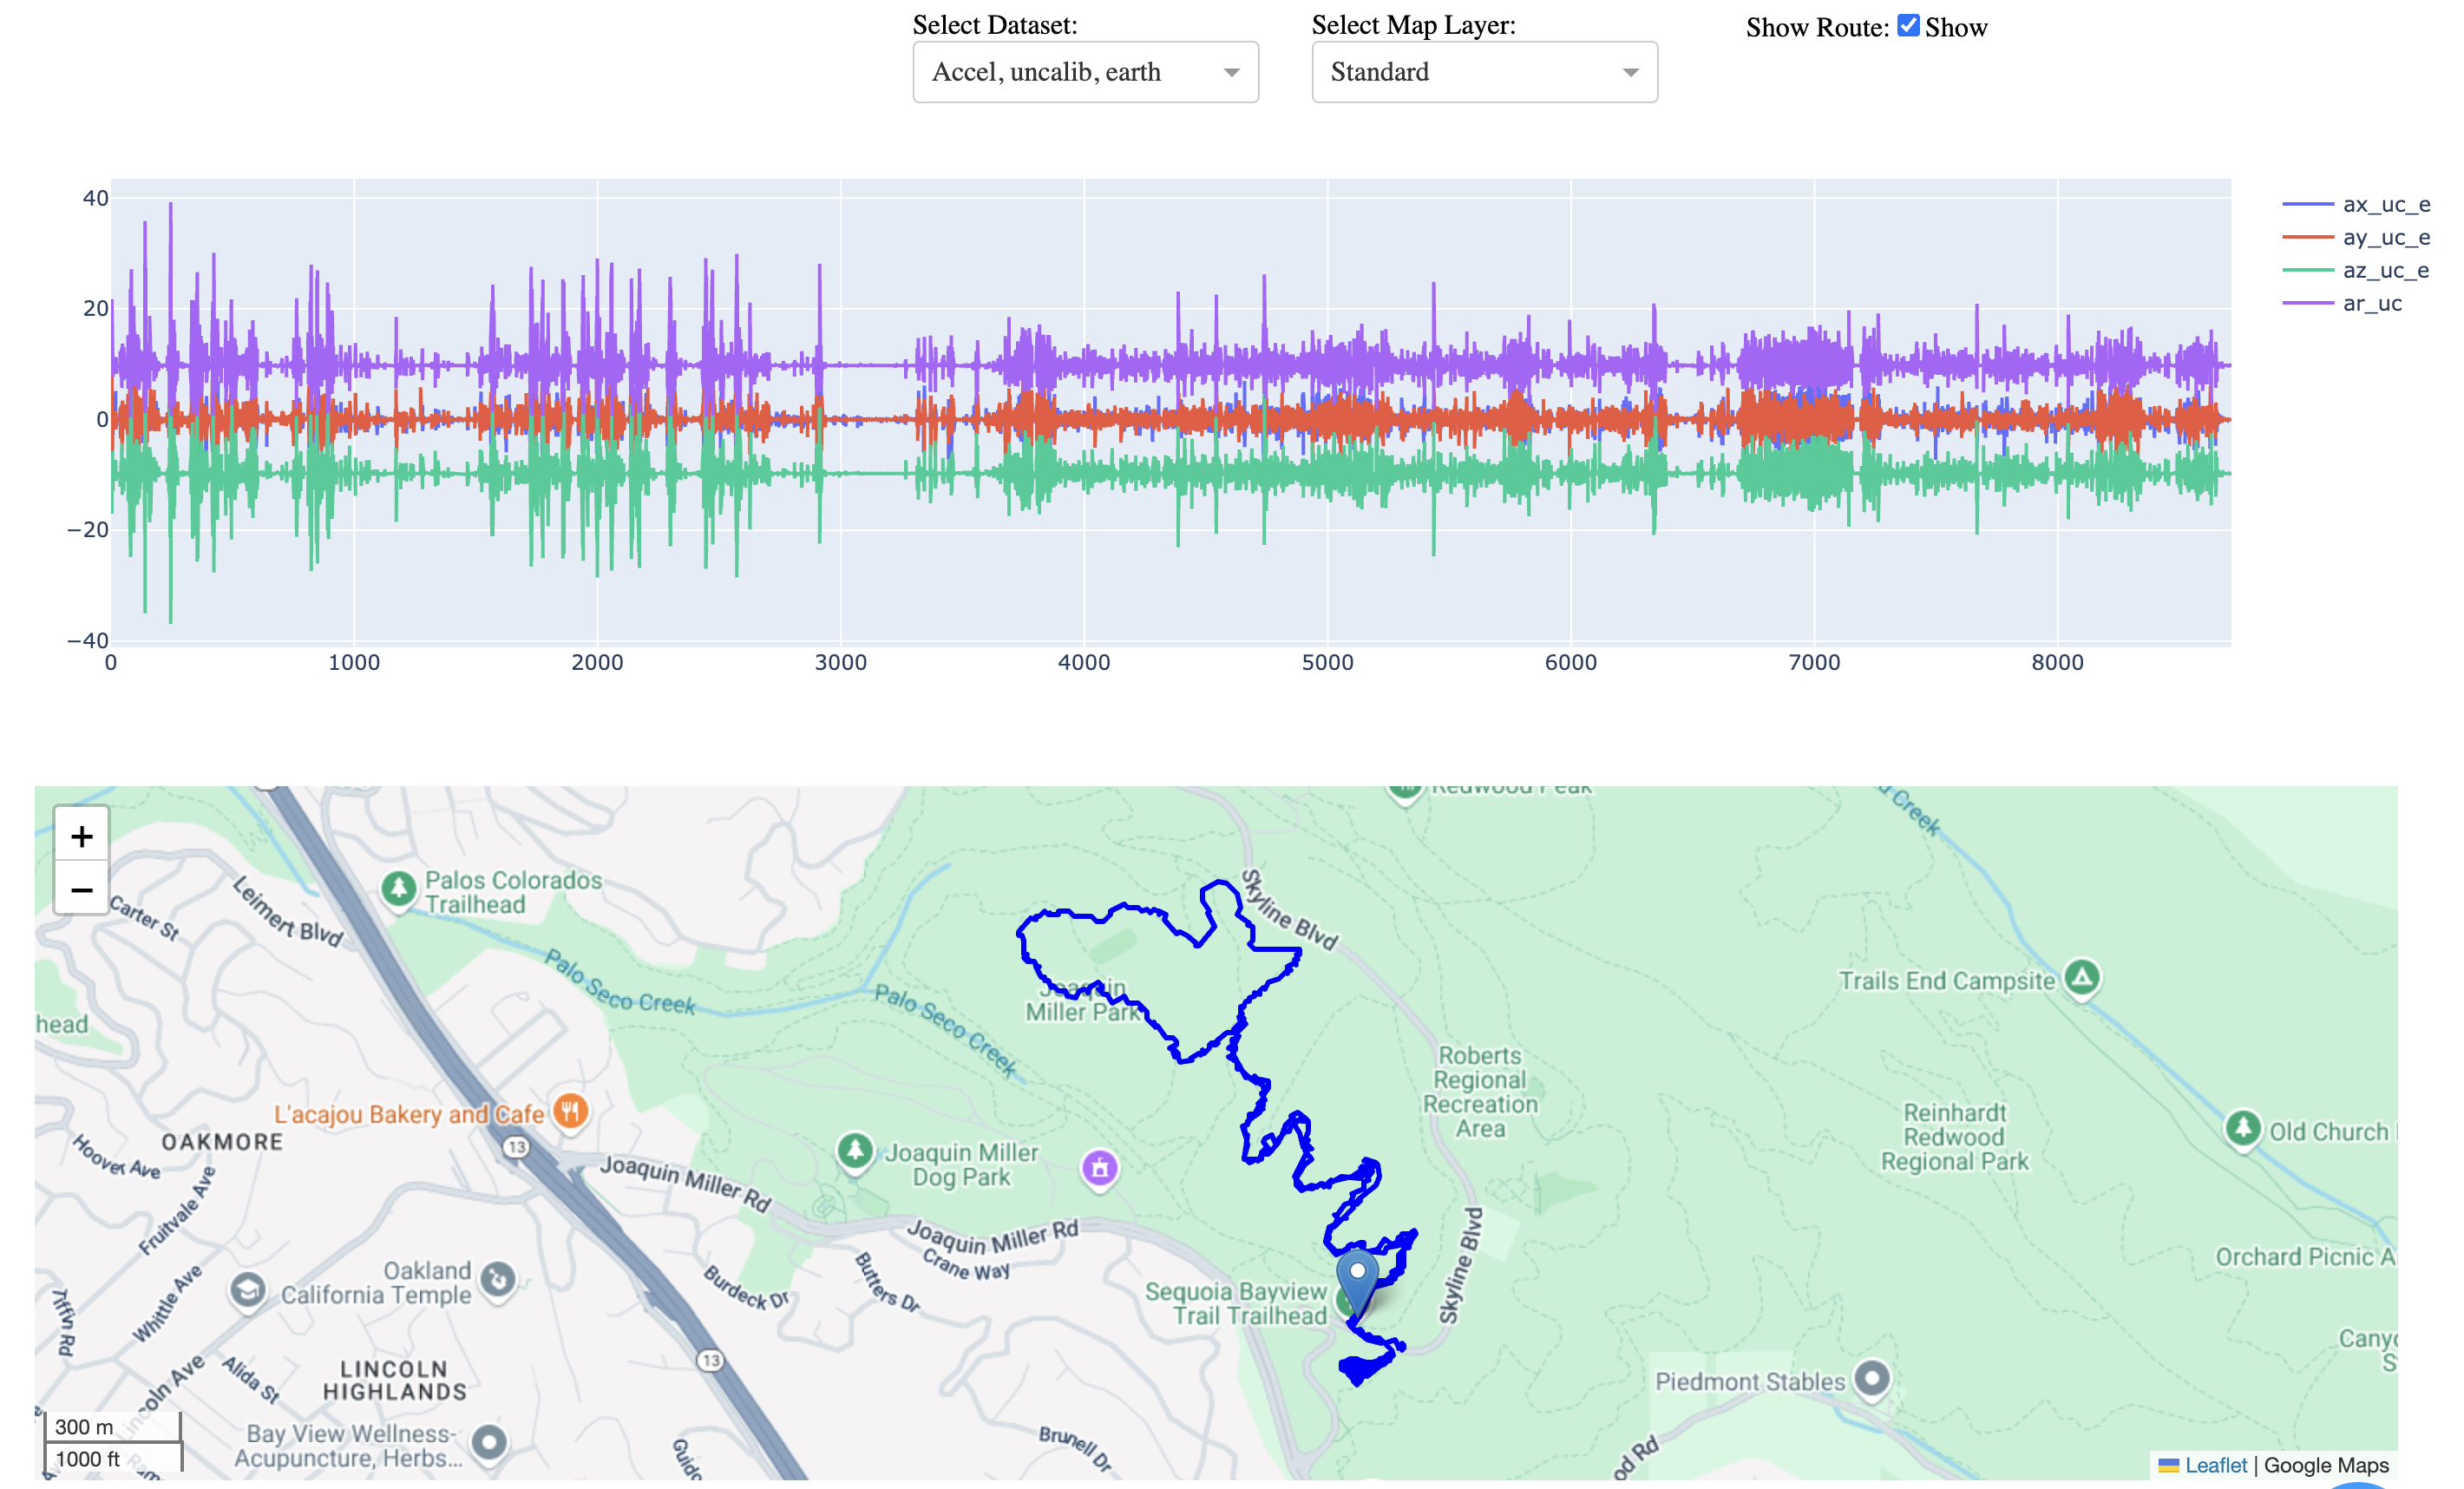 Select Dataset:
Select Map Layer:
Show Route: Show
Accel, uncalib, earth
Standard
40
20
0
−20
−40
0
1000
2000
3000
4000
5000
6000
7000
8000
ax_uc_e
ay_uc_e
az_uc_e
ar_uc
+
−
Redwood Peak
Palos Colorados
Trailhead
Leimert Blvd
Carter St
Palo Seco Creek
Palo Seco Creek
Skyline Blvd
Joaquin
Miller Park
Trails End Campsite
head
Roberts
Regional
Recreation
Area
L'acajou Bakery and Cafe
OAKMORE
13
Hoover Ave
Fruitvale Ave
Joaquin Miller Rd
Joaquin Miller
Dog Park
Joaquin Miller Rd
Crane Way
Reinhardt
Redwood
Regional Park
Old Church
Orchard Picnic A
Oakland
California Temple
Whittle Ave
Tiffin Rd
Burdeck Dr
Butters Dr
Sequoia Bayview
Trail Trailhead
Skyline Blvd
13
Lincoln Ave
Alida St
LINCOLN
HIGHLANDS
Piedmont Stables
Bay View Wellness-
Acupuncture, Herbs...
Guido
Brunell Dr
od Rd
300 m
1000 ft
Leaflet | Google Maps